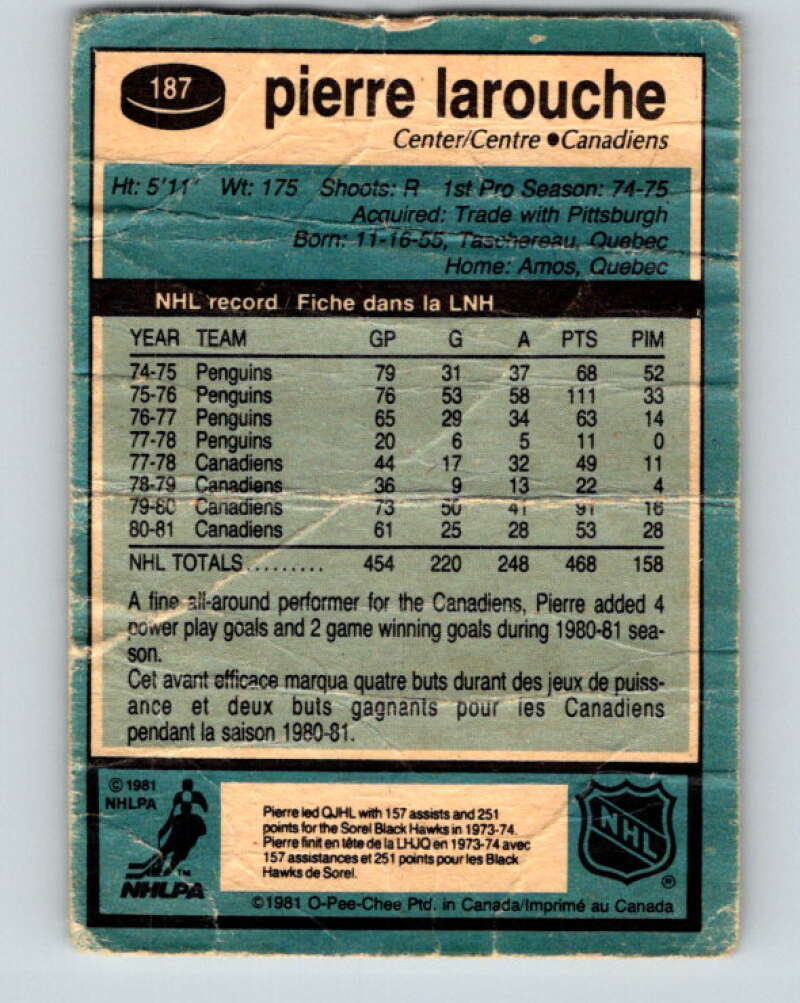 187
pierre larouche
Center/Centre ● Canadiens
Ht: 5'11" Wt: 175 Shoots: R 1st Pro Season: 74-75
Acquired: Trade with Pittsburgh
Born: 11-16-55, Taschereau, Quebec
Home: Amos, Quebec
NHL record / Fiche dans la LNH
YEAR TEAM GP G A PTS PIM
74-75 Penguins 79 31 37 68 52
75-76 Penguins 76 53 58 111 33
76-77 Penguins 65 29 34 63 14
77-78 Penguins 20 6 5 11 0
77-78 Canadiens 44 17 32 49 11
78-79 Canadiens 36 9 13 22 4
79-80 Canadiens 73 50 41 91 16
80-81 Canadiens 61 25 28 53 28
NHL TOTALS......... 454 220 248 468 158
A fine all-around performer for the Canadiens, Pierre added 4
power play goals and 2 game winning goals during 1980-81 sea-
son.
Cet avant efficace marqua quatre buts durant des jeux de puiss-
ance et deux buts gagnants pour les Canadiens
pendant la saison 1980-81.
© 1981
NHLPA
Pierre led QJHL with 157 assists and 251
points for the Sorel Black Hawks in 1973-74.
Pierre finit en tête de la LHJQ en 1973-74 avec
157 assistances et 251 points pour les Black
Hawks de Sorel.
NHL
®
TM
NHLPA
©1981 O-Pee-Chee Ptd. in Canada/Imprimé au Canada